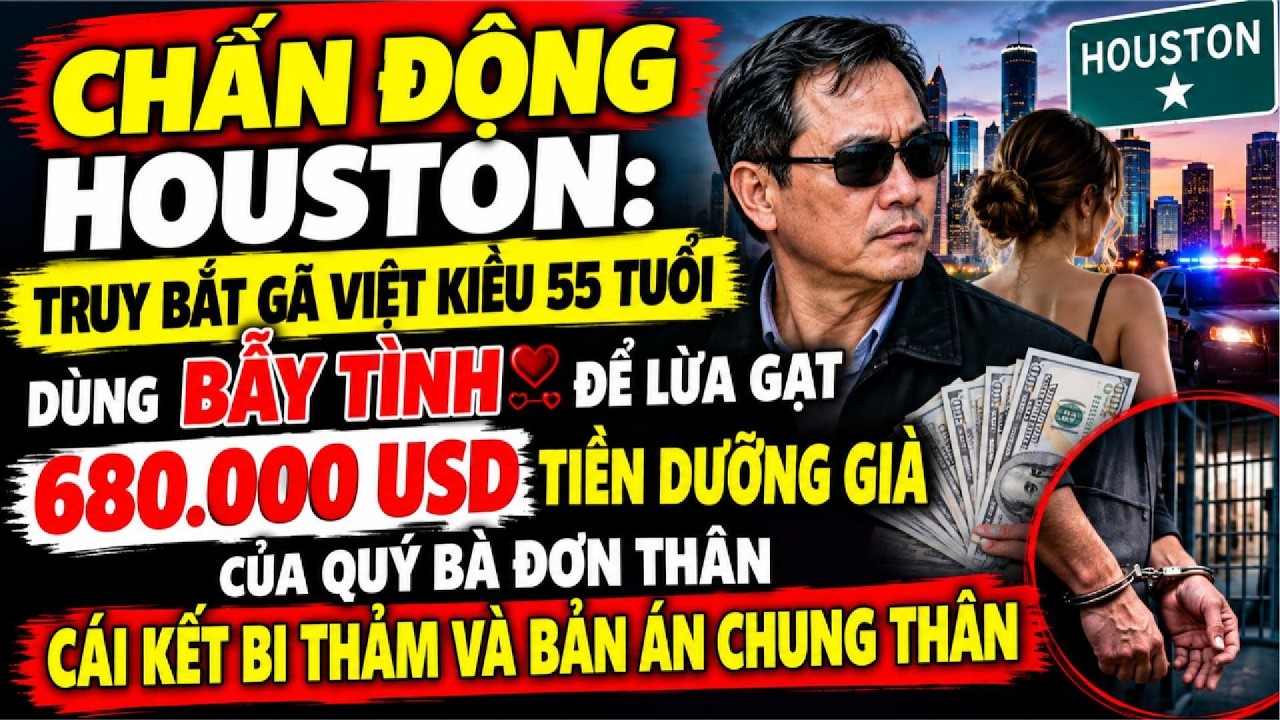 CHẤN ĐỘNG
HOUSTON:
TRUY BẮT GÃ VIỆT KIỀU 55 TUỔI
DÙNG BẪY TÌNH ĐỂ LỪA GẠT
680.000 USD TIỀN DƯỠNG GIÀ
CỦA QUÝ BÀ ĐƠN THÂN
CÁI KẾT BI THẢM VÀ BẢN ÁN CHUNG THÂN
HOUSTON
100